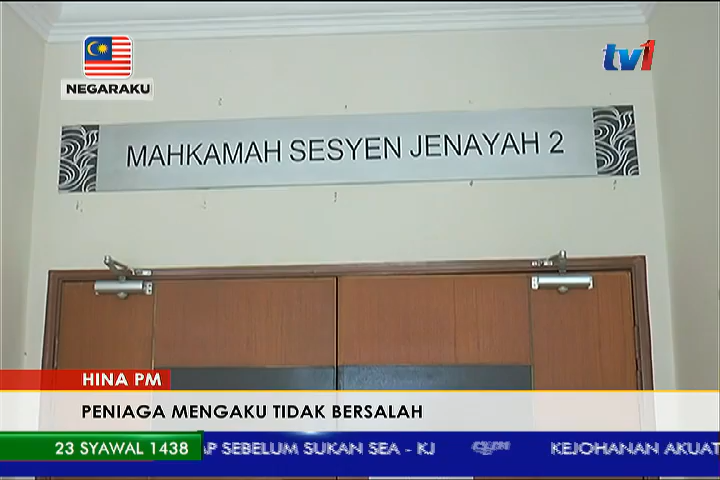 tv1
NEGARAKU
MAHKAMAH SESYEN JENAYAH 2
HINA PM
PENIAGA MENGAKU TIDAK BERSALAH
23 SYAWAL 1438
AP SEBELUM SUKAN SEA - KJ
KEJOHANAN AKUAT